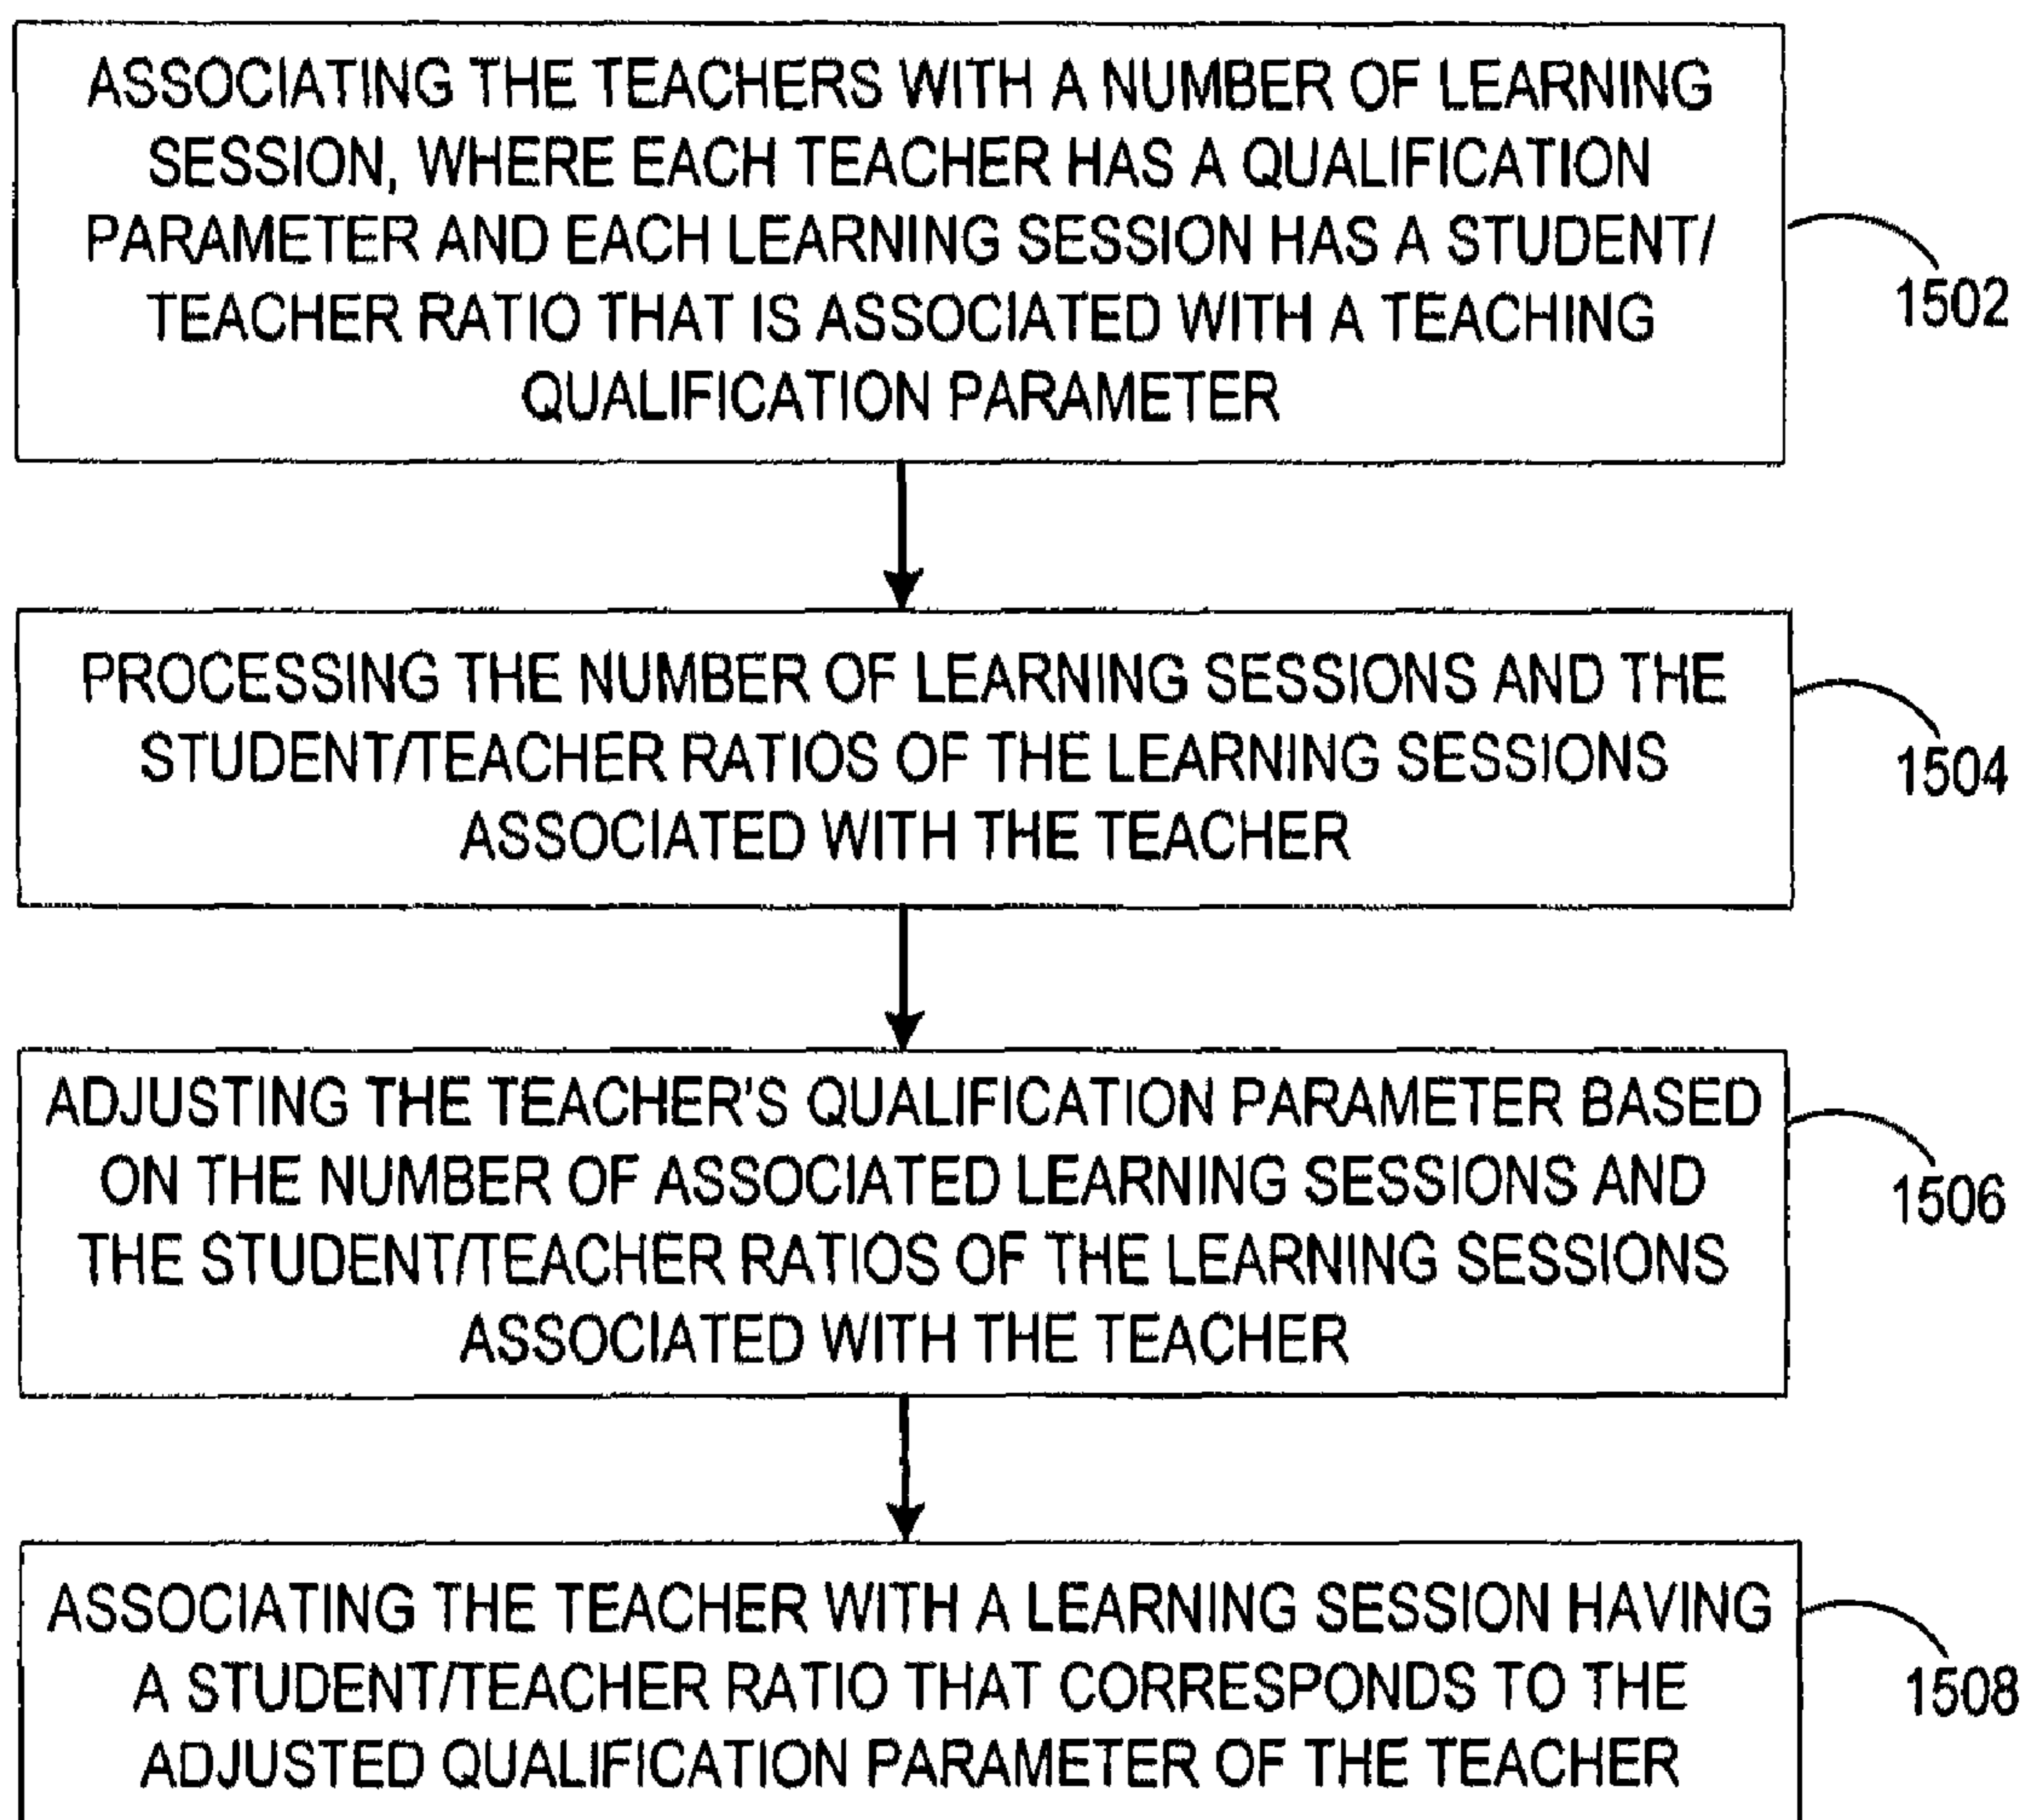 ASSOCIATING THE TEACHERS WITH A NUMBER OF LEARNING
SESSION, WHERE EACH TEACHER HAS A QUALIFICATION
PARAMETER AND EACH LEARNING SESSION HAS A STUDENT/
TEACHER RATIO THAT IS ASSOCIATED WITH A TEACHING
QUALIFICATION PARAMETER
1502
PROCESSING THE NUMBER OF LEARNING SESSIONS AND THE
STUDENT/TEACHER RATIOS OF THE LEARNING SESSIONS
ASSOCIATED WITH THE TEACHER
1504
ADJUSTING THE TEACHER'S QUALIFICATION PARAMETER BASED
ON THE NUMBER OF ASSOCIATED LEARNING SESSIONS AND
THE STUDENT/TEACHER RATIOS OF THE LEARNING SESSIONS
ASSOCIATED WITH THE TEACHER
1506
ASSOCIATING THE TEACHER WITH A LEARNING SESSION HAVING
A STUDENT/TEACHER RATIO THAT CORRESPONDS TO THE
ADJUSTED QUALIFICATION PARAMETER OF THE TEACHER
1508